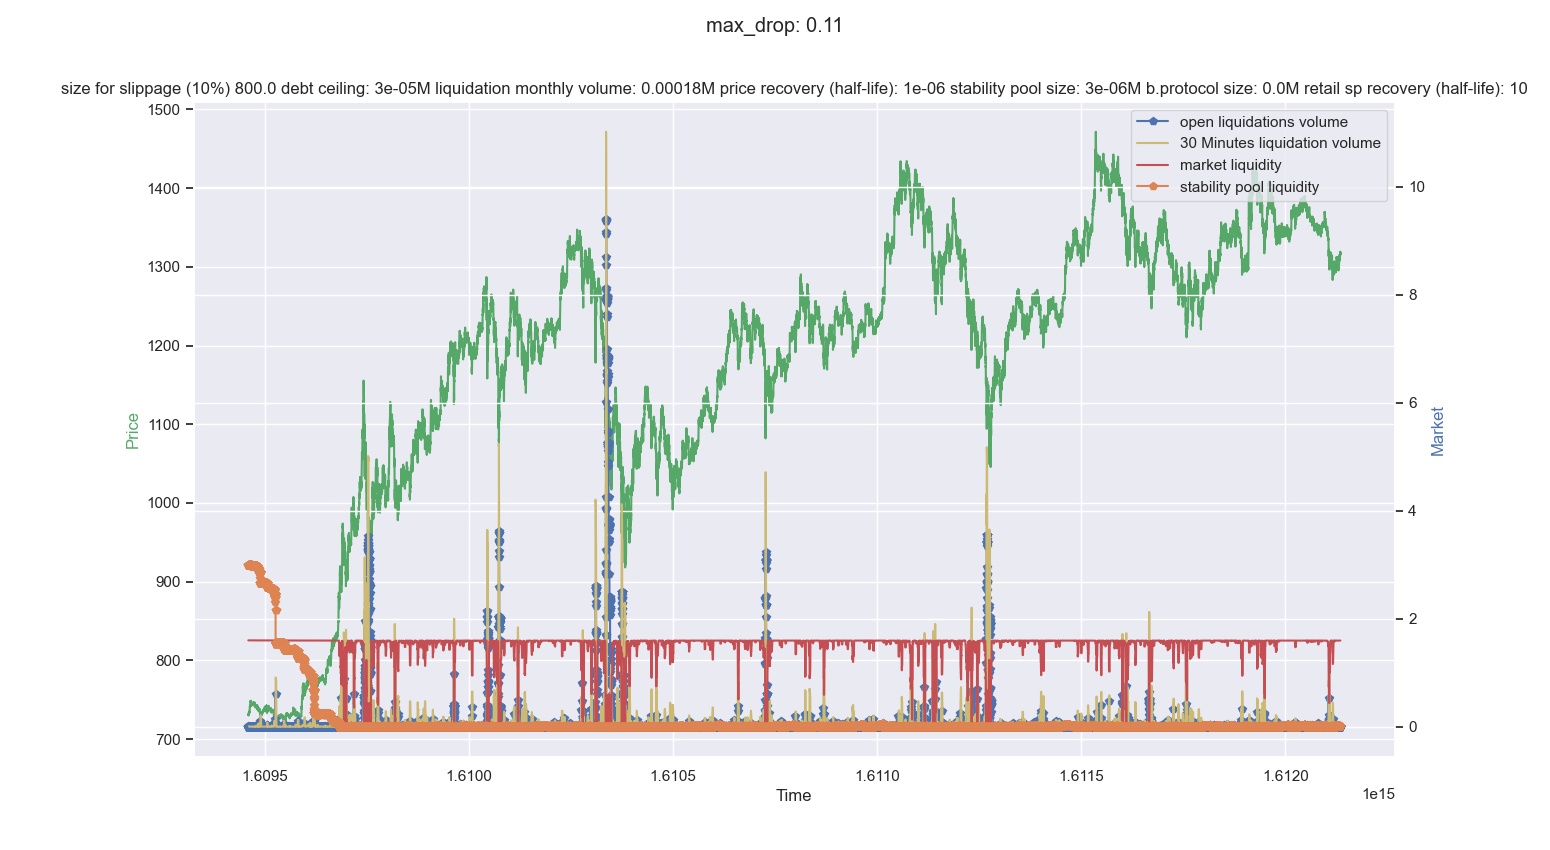 max_drop: 0.11
size for slippage (10%) 800.0 debt ceiling: 3e-05M liquidation monthly volume: 0.00018M price recovery (half-life): 1e-06 stability pool size: 3e-06M b.protocol size: 0.0M retail sp recovery (half-life): 10
open liquidations volume
30 Minutes liquidation volume
market liquidity
stability pool liquidity
1500
1400
1300
1200
1100
1000
900
800
700
Price
10
8
6
4
2
0
Market
1.6095 1.6100 1.6105 1.6110 1.6115 1.6120
1e15
Time